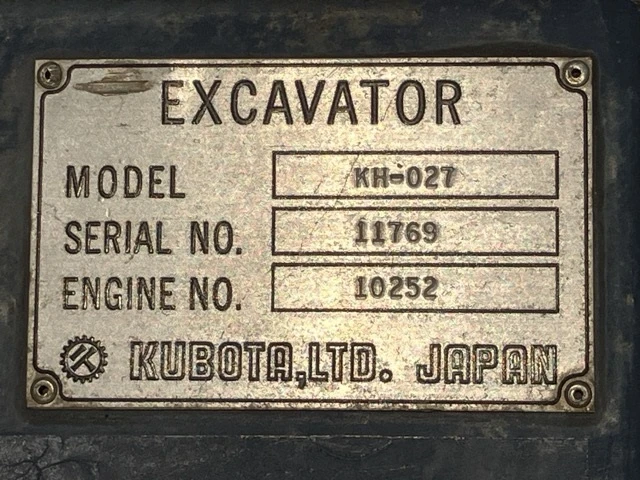 EXCAVATOR
MODEL KH-027
SERIAL NO. 11769
ENGINE NO. 10252
KUBOTA,LTD. JAPAN